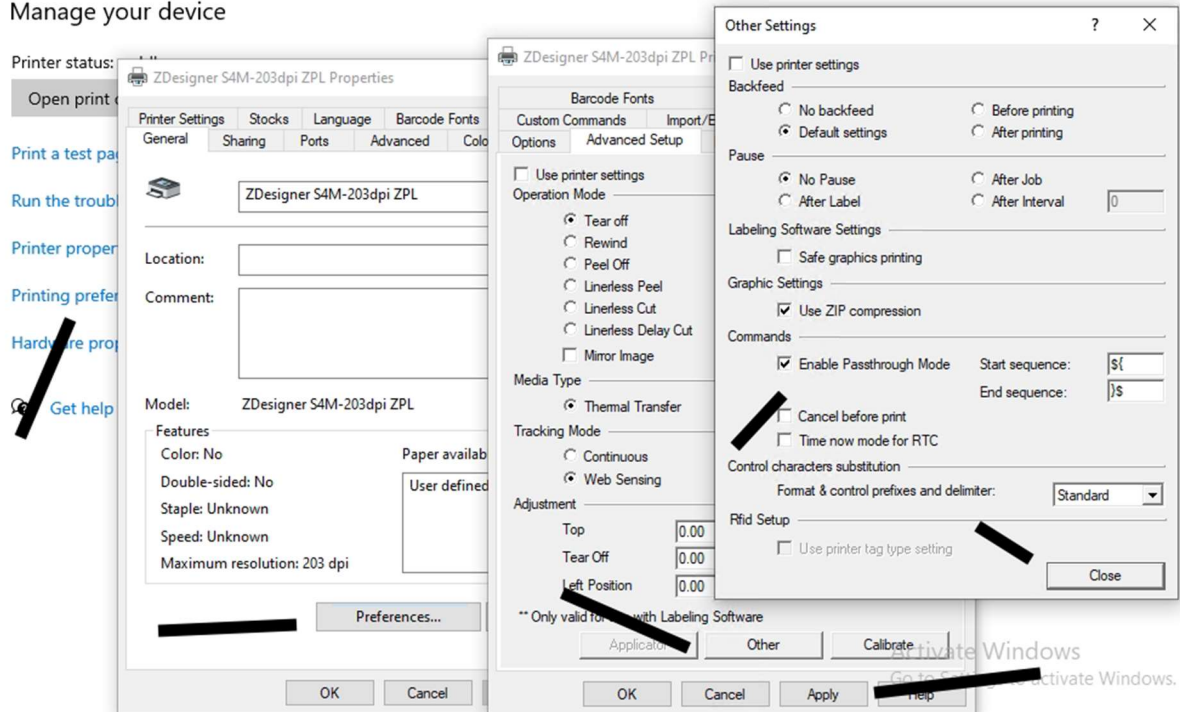 Manage your device
Printer status:
Open print
Print a test pa
Run the troubl
Printer proper
Printing prefer
Hardware prop
Get help
ZDesigner S4M-203dpi ZPL Properties
Printer Settings Stocks Language Barcode Fonts
General Sharing Ports Advanced Colo
ZDesigner S4M-203dpi ZPL
Location:
Comment:
Model: ZDesigner S4M-203dpi ZPL
Features
Color: No Paper availab
Double-sided: No User defined
Staple: Unknown
Speed: Unknown
Maximum resolution: 203 dpi
Preferences...
OK Cancel
ZDesigner S4M-203dpi ZPL Pr
Barcode Fonts
Custom Commands Import/E
Options Advanced Setup
Use printer settings
Operation Mode
Tear off
Rewind
Peel Off
Linerless Peel
Linerless Cut
Linerless Delay Cut
Mirror Image
Media Type
Thermal Transfer
Tracking Mode
Continuous
Web Sensing
Adjustment
Top 0.00
Tear Off 0.00
Left Position 0.00
** Only valid for with Labeling Software
Applicator Other Calibrate
OK Cancel Apply Help
Other Settings ?
Use printer settings
Backfeed
No backfeed Before printing
Default settings After printing
Pause
No Pause After Job
After Label After Interval 0
Labeling Software Settings
Safe graphics printing
Graphic Settings
Use ZIP compression
Commands
Enable Passthrough Mode Start sequence: ${
End sequence: }$
Cancel before print
Time now mode for RTC
Control characters substitution
Format & control prefixes and delimiter: Standard
Rfid Setup
Use printer tag type setting
Close
Activate Windows
Go to Settings to activate Windows.